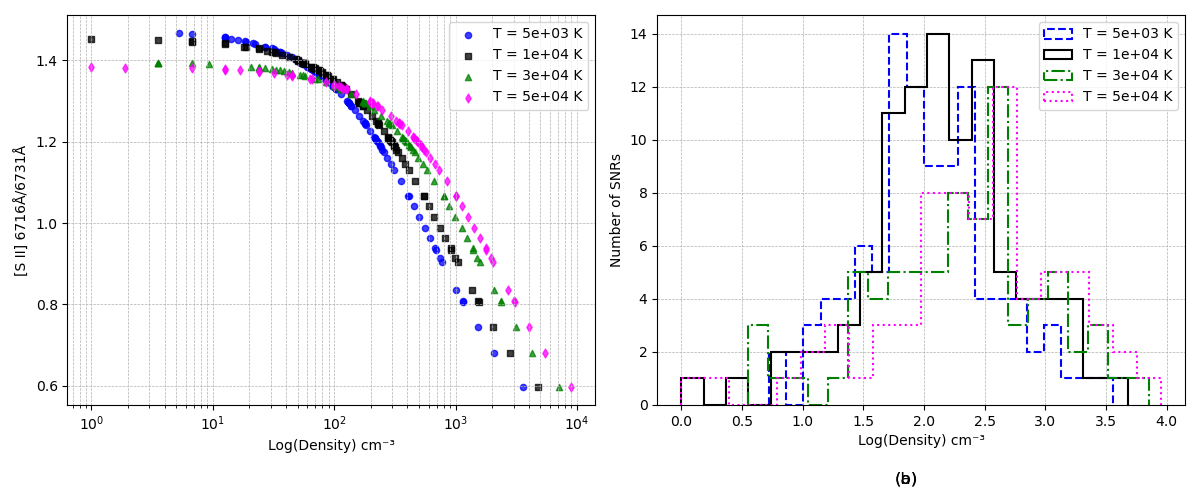 T = 5e+03 K
T = 1e+04 K
T = 3e+04 K
T = 5e+04 K
1.4
1.2
1.0
0.8
0.6
[S II] 6716Å/6731Å
10⁰ 10¹ 10² 10³ 10⁴
Log(Density) cm⁻³
T = 5e+03 K
T = 1e+04 K
T = 3e+04 K
T = 5e+04 K
14
12
10
8
6
4
2
0
Number of SNRs
0.0 0.5 1.0 1.5 2.0 2.5 3.0 3.5 4.0
Log(Density) cm⁻³